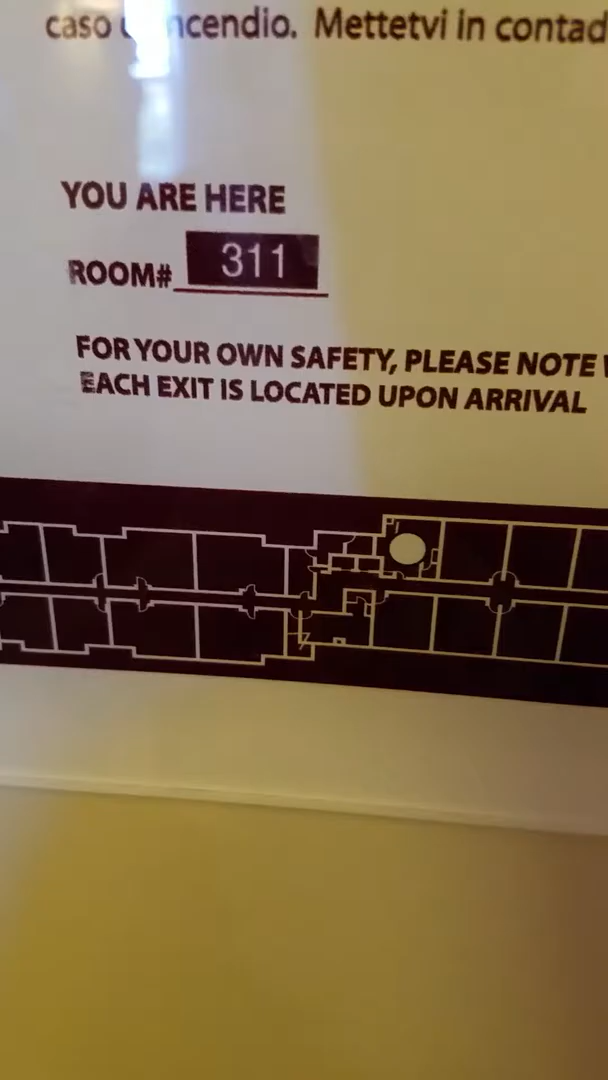 caso incendio. Mettetvi in contad
YOU ARE HERE
ROOM# 311
FOR YOUR OWN SAFETY, PLEASE NOTE
EACH EXIT IS LOCATED UPON ARRIVAL